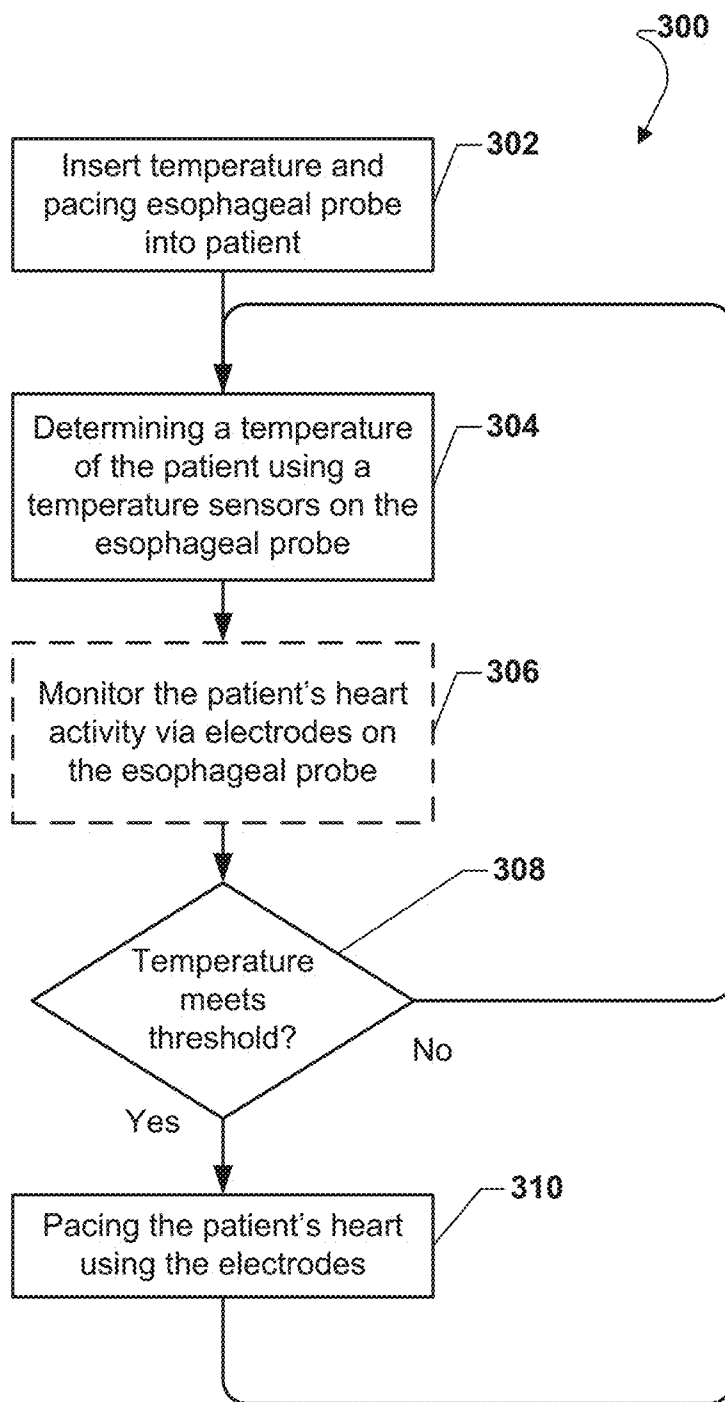 300
302
Insert temperature and
pacing esophageal probe
into patient
304
Determining a temperature
of the patient using a
temperature sensors on the
esophageal probe
306
Monitor the patient's heart
activity via electrodes on
the esophageal probe
308
Temperature
meets
threshold?
No
Yes
310
Pacing the patient's heart
using the electrodes